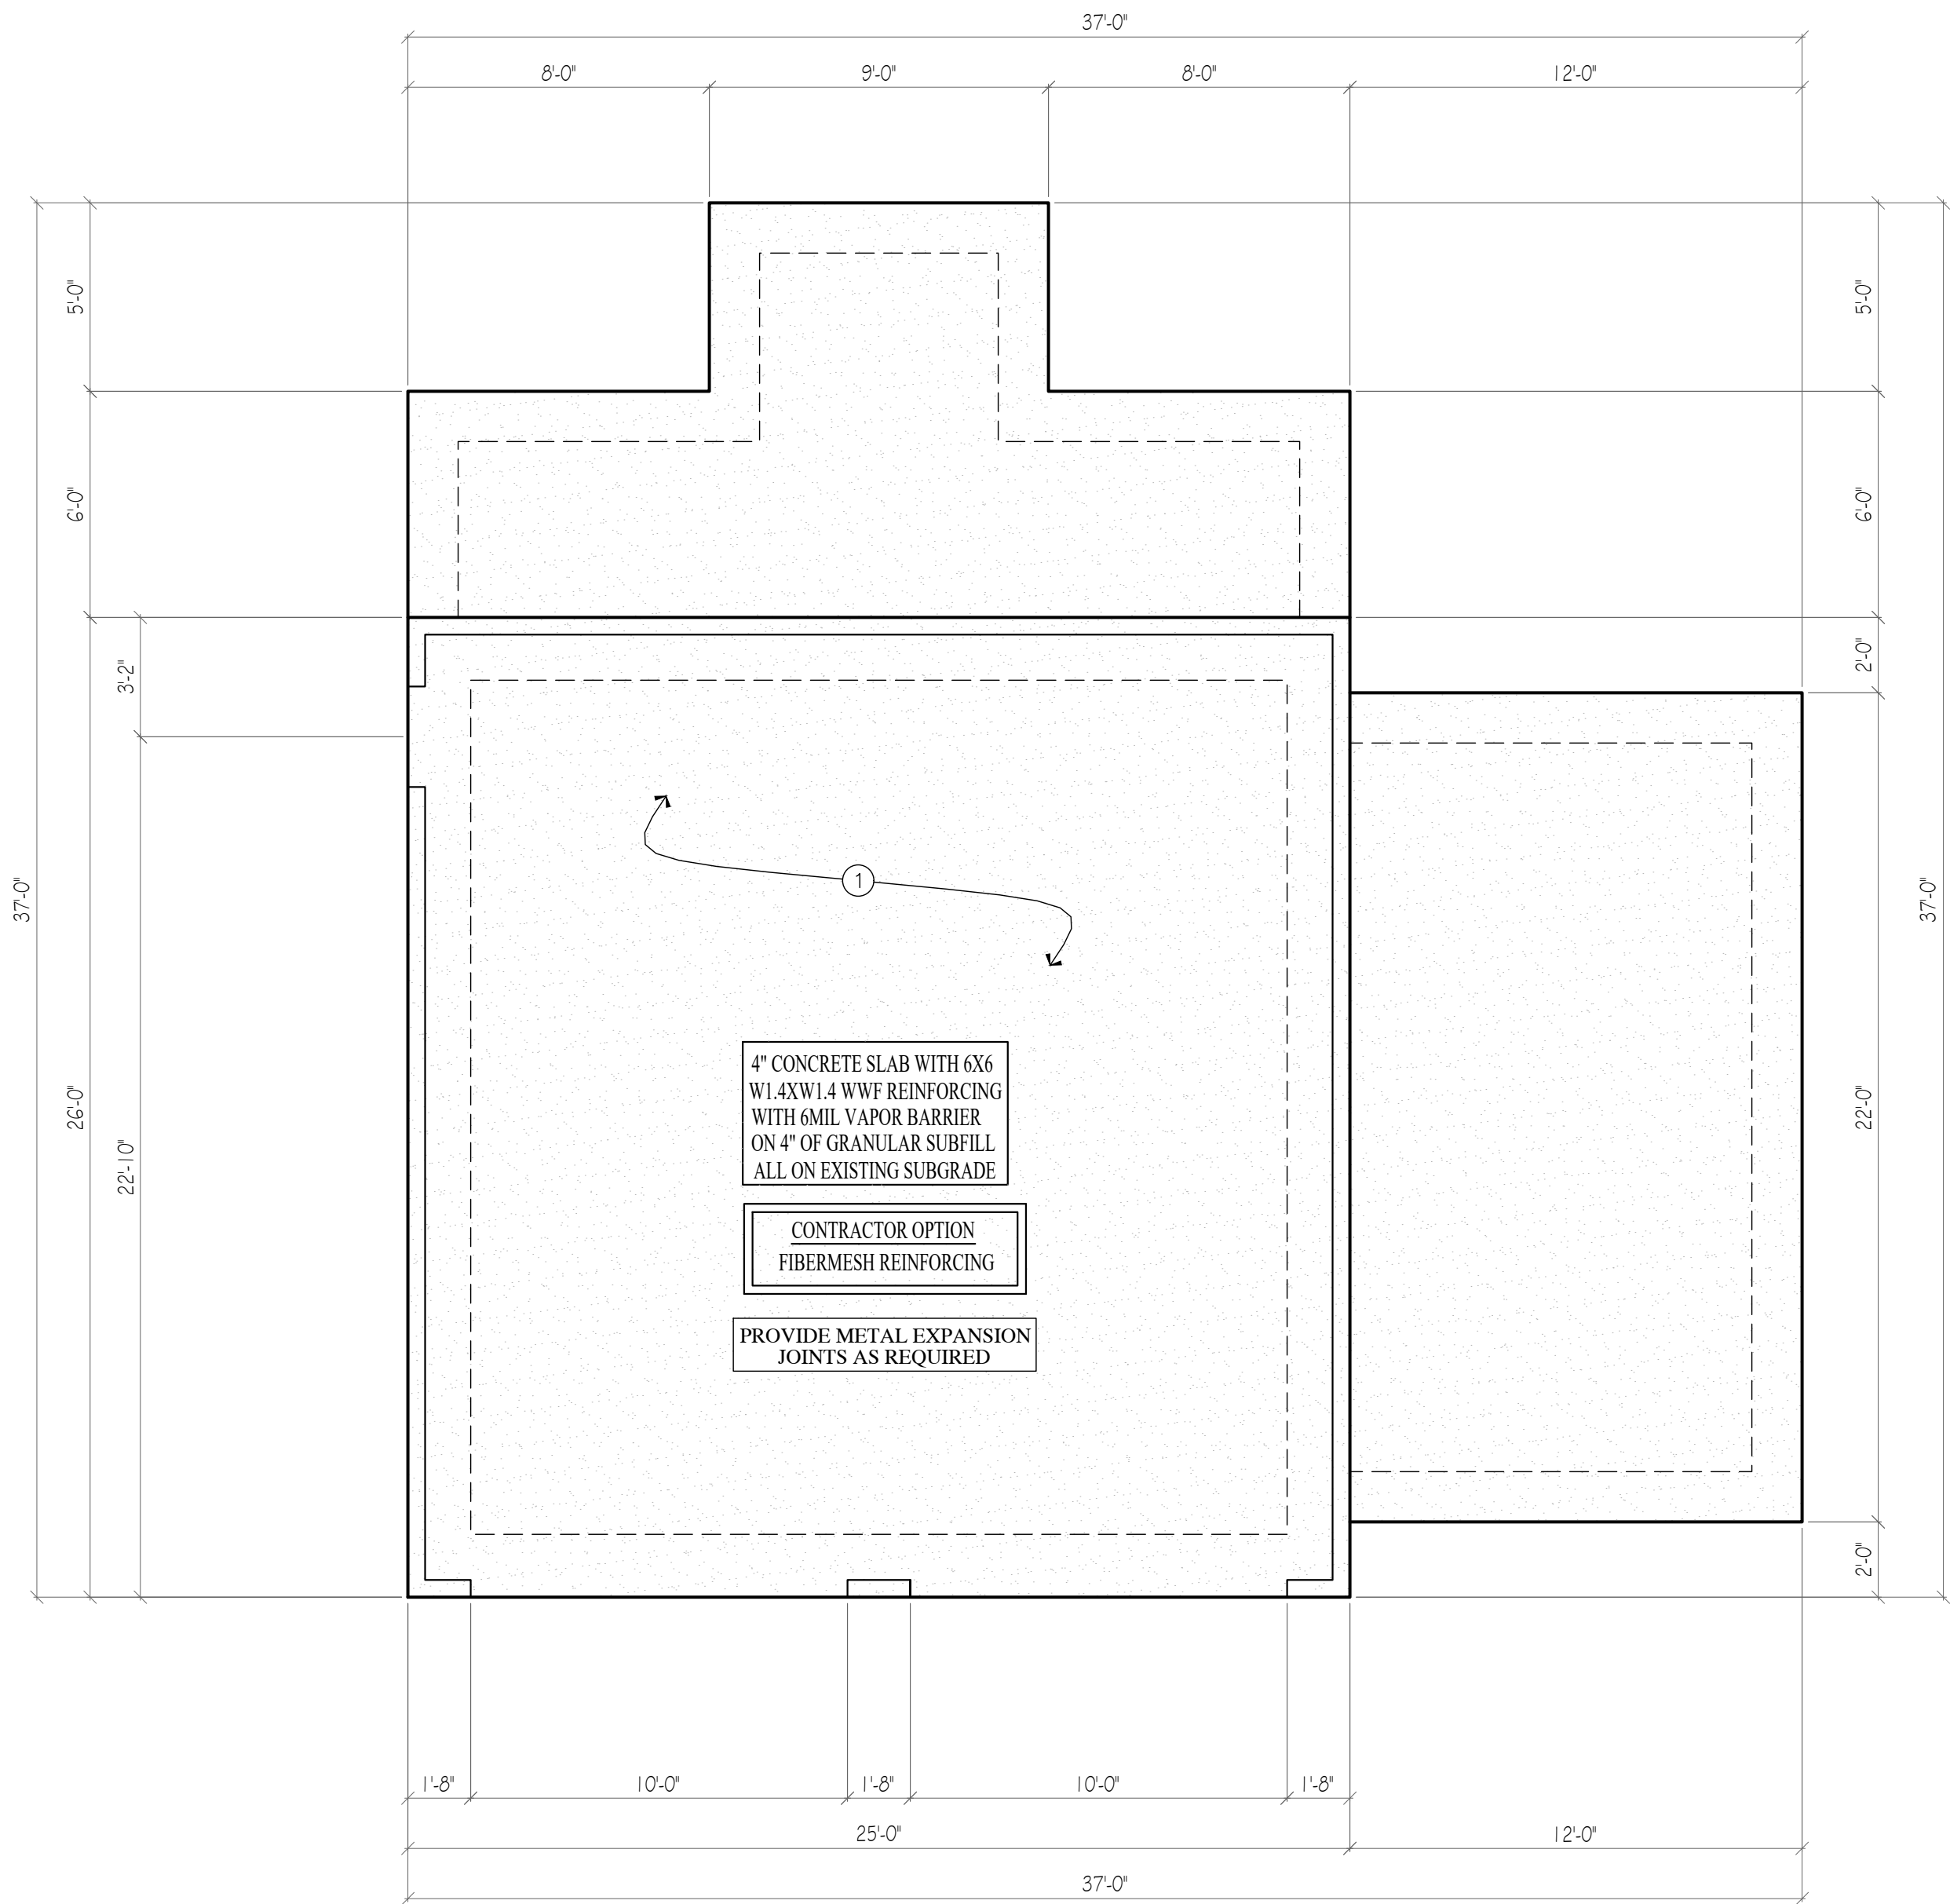 37'-0"
8'-0" 9'-0" 8'-0" 12'-0"
5'-0"
5'-0"
6'-0"
6'-0"
3'-2"
2'-0"
37'-0"
37'-0"
1
26'-0"
22'-10"
22'-0"
4" CONCRETE SLAB WITH 6X6
W1.4XW1.4 WWF REINFORCING
WITH 6MIL VAPOR BARRIER
ON 4" OF GRANULAR SUBFILL
ALL ON EXISTING SUBGRADE
CONTRACTOR OPTION
FIBERMESH REINFORCING
PROVIDE METAL EXPANSION
JOINTS AS REQUIRED
2'-0"
1'-8" 10'-0" 1'-8" 10'-0" 1'-8"
25'-0" 12'-0"
37'-0"